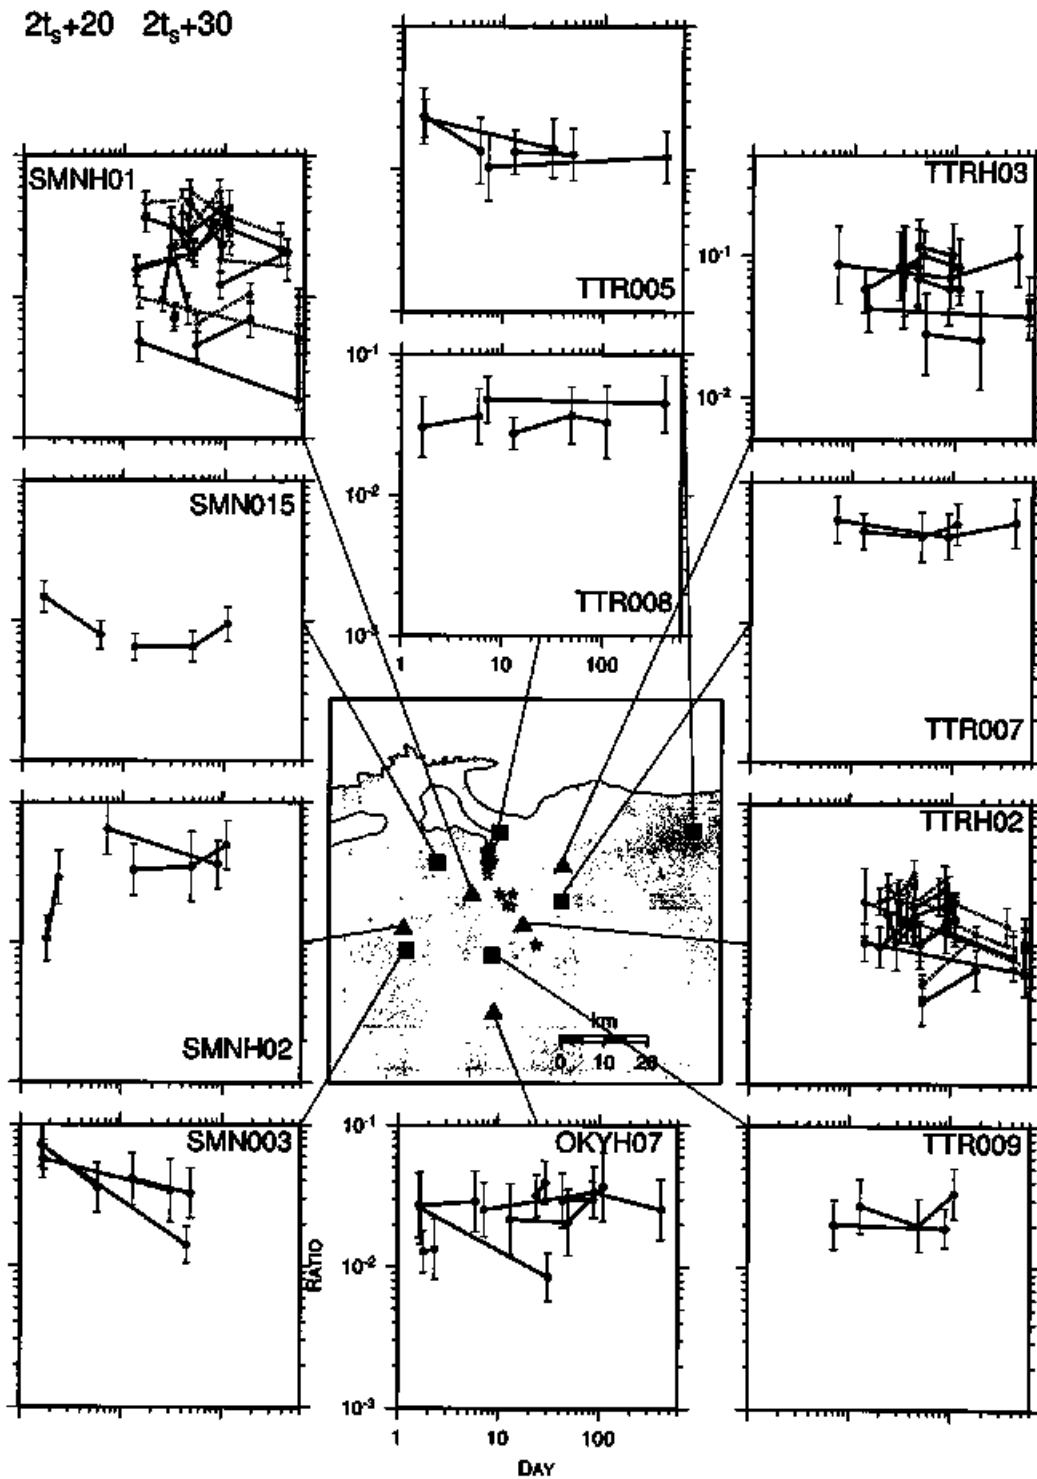 2tₛ+20 2tₛ+30
SMNH01
TTR005
TTRH03
10⁻¹
10⁻²
SMN015
10⁻¹
10⁻²
10⁻³
TTR008
1 10 100
TTR007
SMNH02
km
0 10 20
TTRH02
SMN003
RATIO
10⁻¹
10⁻²
10⁻³
OKYH07
1 10 100
DAY
TTR009